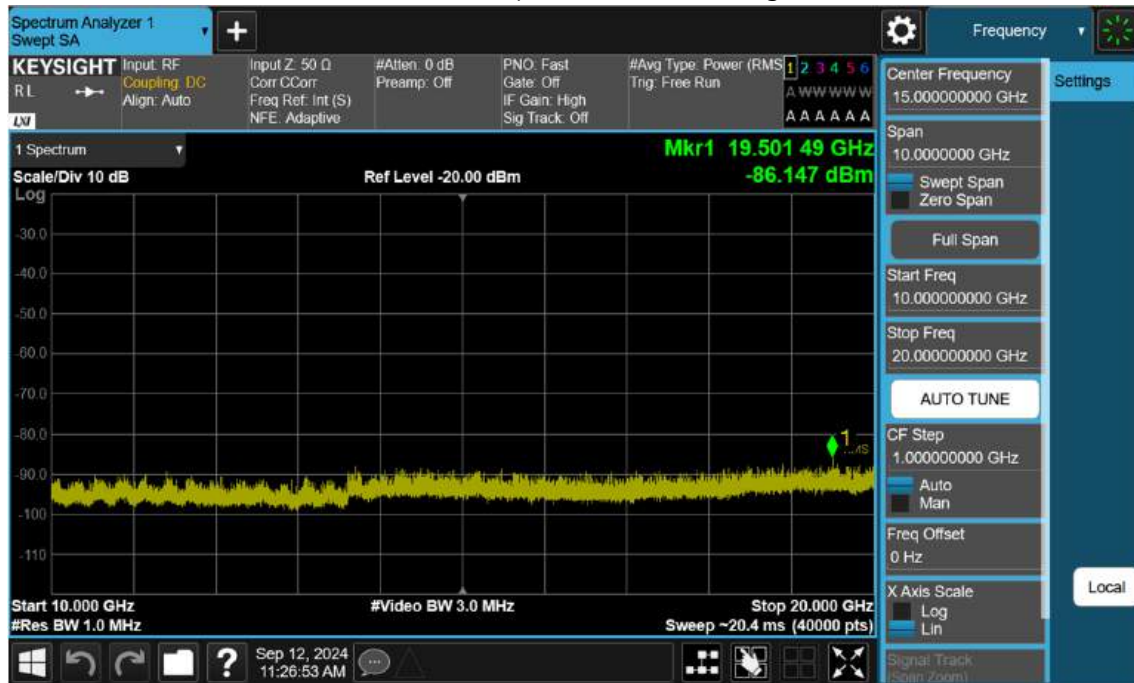 Spectrum Analyzer 1
Swept SA
Frequency
KEYSIGHT
RL
LXI
Input: RF
Coupling: DC
Align: Auto
Input Z: 50 Ω
Corr CCorr
Freq Ref: Int (S)
NFE: Adaptive
#Atten: 0 dB
Preamp: Off
PNO: Fast
Gate: Off
IF Gain: High
Sig Track: Off
#Avg Type: Power (RMS
Trig: Free Run
1 2 3 4 5 6
A W W W W W
A A A A A A
1 Spectrum
Scale/Div 10 dB
Ref Level -20.00 dBm
Mkr1 19.501 49 GHz
-86.147 dBm
Log
-30.0
-40.0
-50.0
-60.0
-70.0
-80.0
-90.0
-100
-110
1
Start 10.000 GHz
#Video BW 3.0 MHz
Stop 20.000 GHz
#Res BW 1.0 MHz
Sweep ~20.4 ms (40000 pts)
Sep 12, 2024
11:26:53 AM
?
Center Frequency
15.000000000 GHz
Settings
Span
10.0000000 GHz
Swept Span
Zero Span
Full Span
Start Freq
10.000000000 GHz
Stop Freq
20.000000000 GHz
AUTO TUNE
CF Step
1.000000000 GHz
Auto
Man
Freq Offset
0 Hz
X Axis Scale
Log
Lin
Local
Signal Track
(Span Zoom)